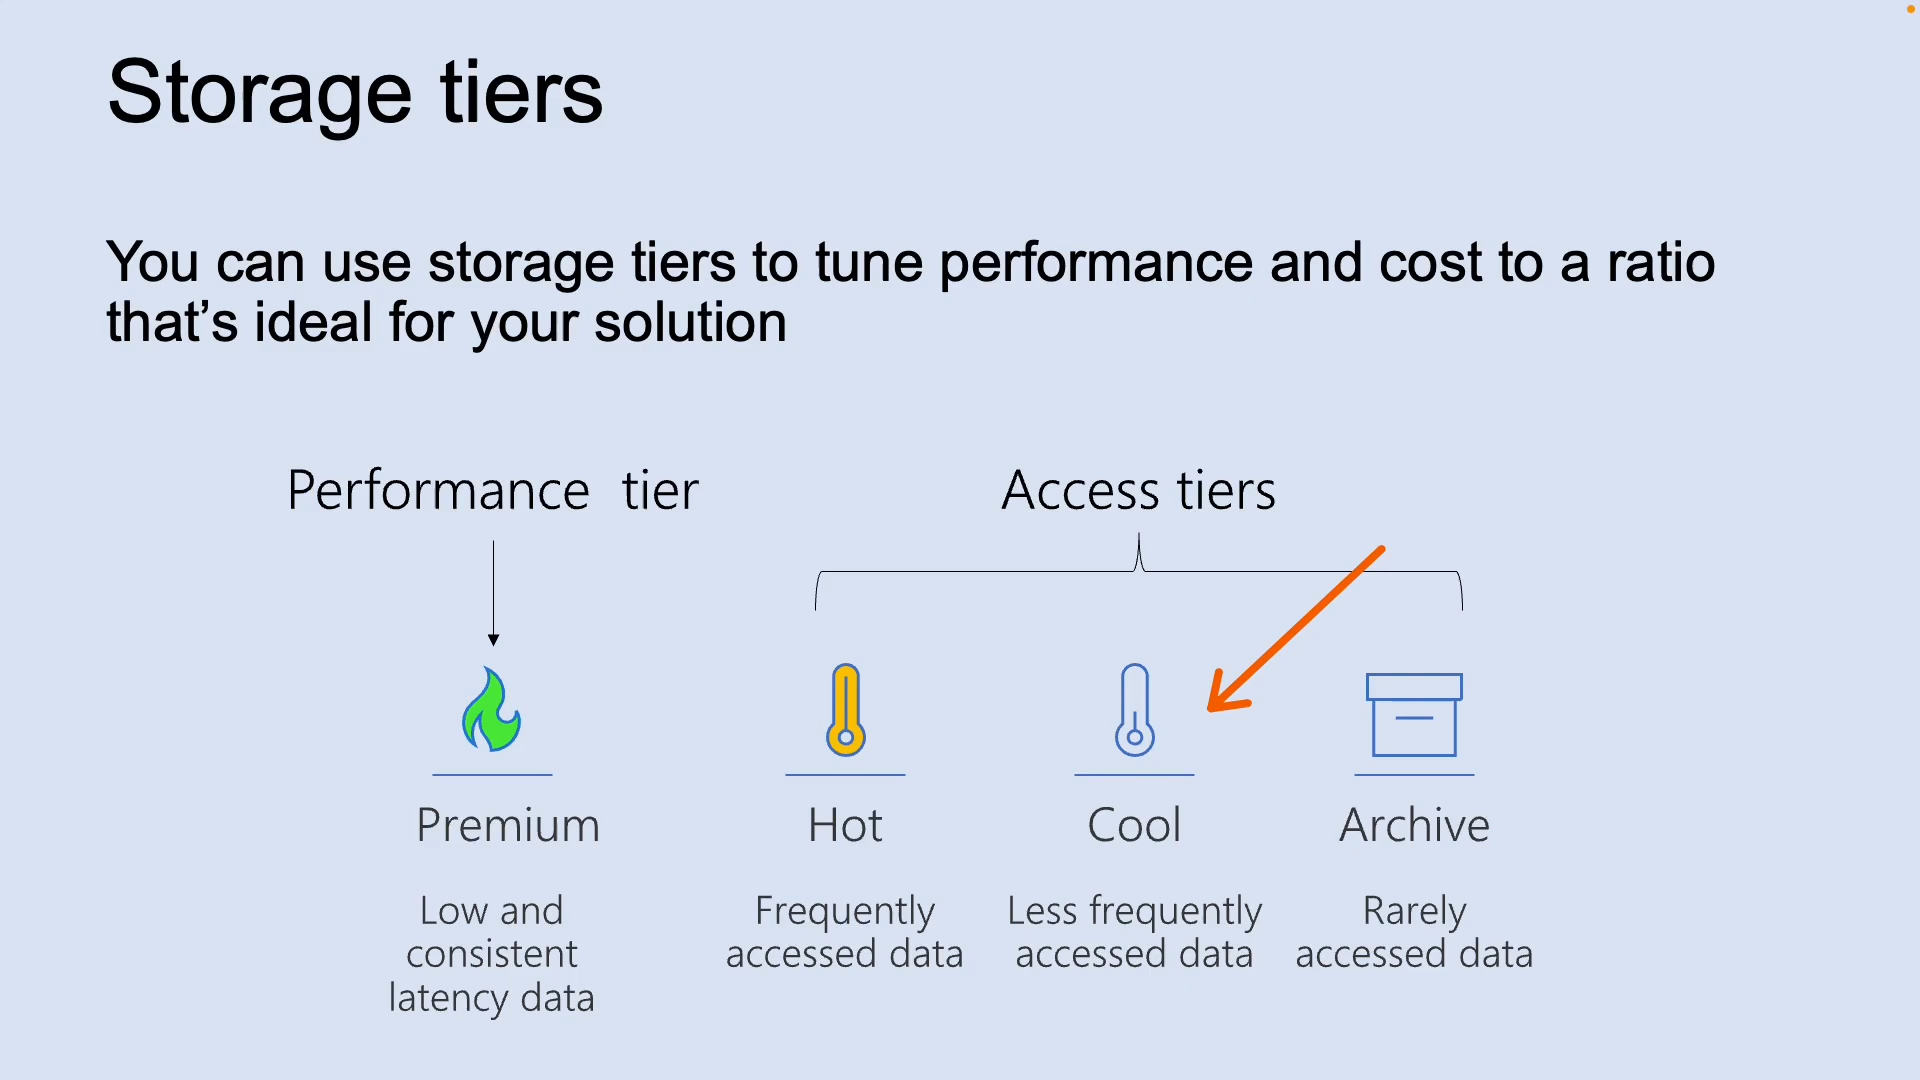 Storage tiers
You can use storage tiers to tune performance and cost to a ratio
that’s ideal for your solution
Performance tier
Access tiers
Premium
Hot
Cool
Archive
Low and
consistent
latency data
Frequently
accessed data
Less frequently
accessed data
Rarely
accessed data